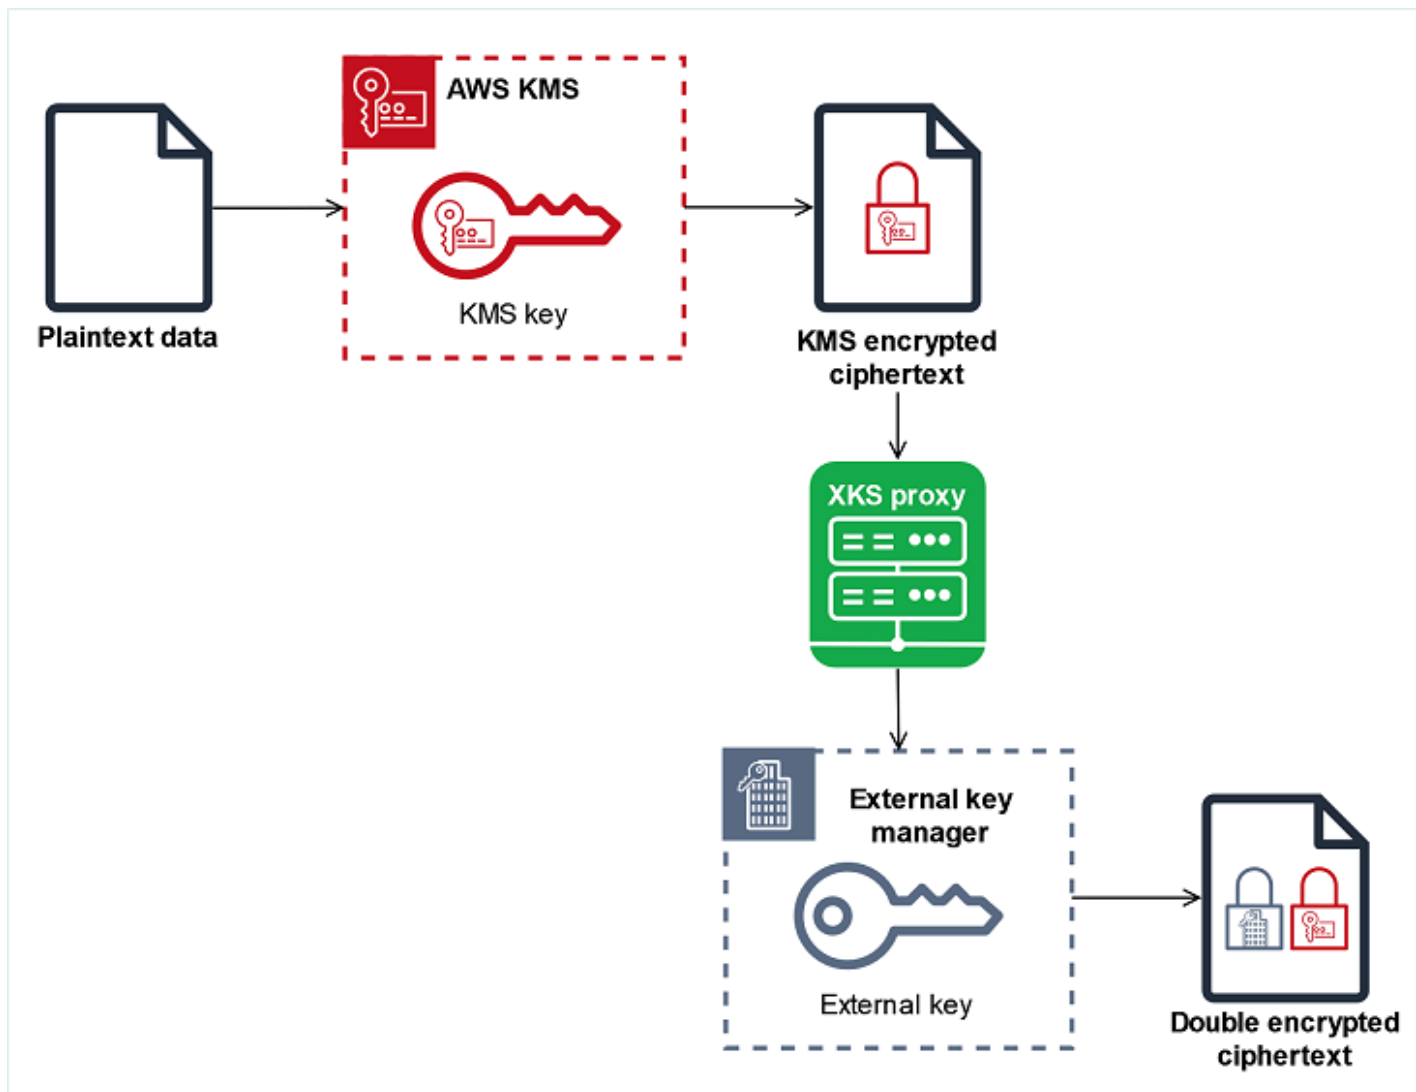 AWS KMS
KMS key
Plaintext data
KMS encrypted
ciphertext
XKS proxy
External key
manager
External key
Double encrypted
ciphertext